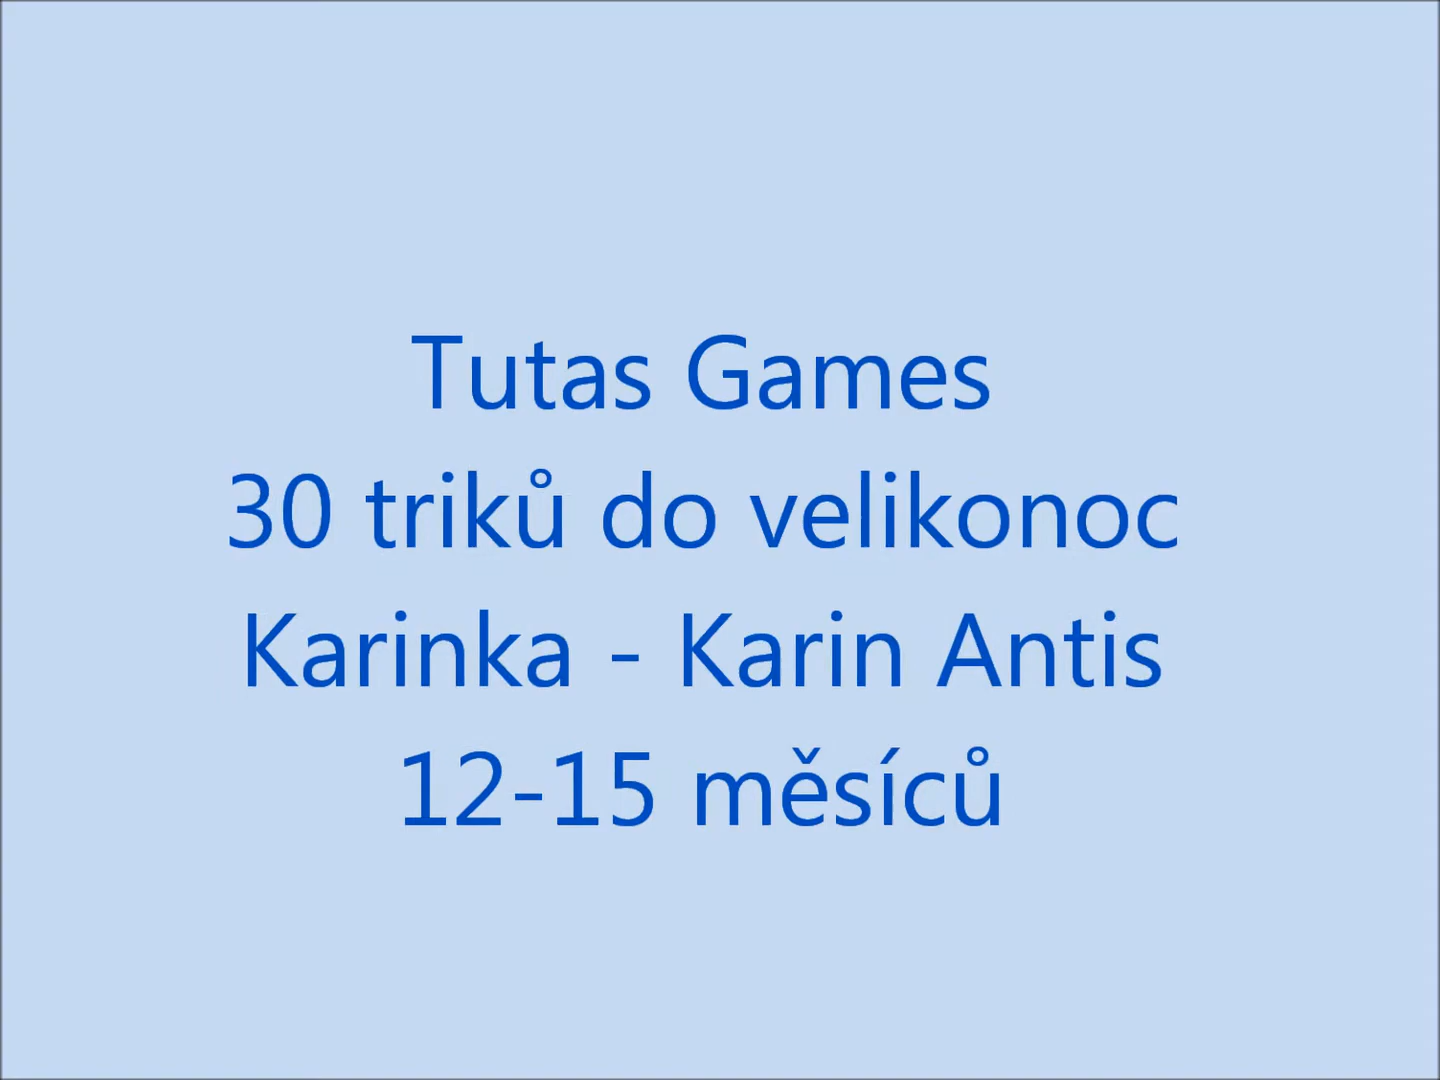 Tutas Games
30 triků do velikonoc
Karinka - Karin Antis
12-15 měsíců